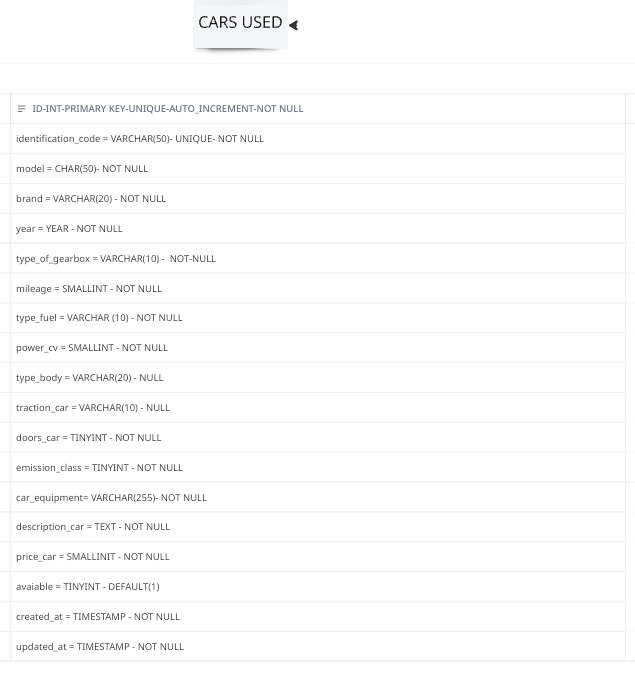 CARS USED
ID-INT-PRIMARY KEY-UNIQUE-AUTO_INCREMENT-NOT NULL
identification_code = VARCHAR(50)- UNIQUE- NOT NULL
model = CHAR(50)- NOT NULL
brand = VARCHAR(20) - NOT NULL
year = YEAR - NOT NULL
type_of_gearbox = VARCHAR(10) -  NOT-NULL
mileage = SMALLINT - NOT NULL
type_fuel = VARCHAR (10) - NOT NULL
power_cv = SMALLINT - NOT NULL
type_body = VARCHAR(20) - NULL
traction_car = VARCHAR(10) - NULL
doors_car = TINYINT - NOT NULL
emission_class = TINYINT - NOT NULL
car_equipment= VARCHAR(255)- NOT NULL
description_car = TEXT - NOT NULL
price_car = SMALLINIT - NOT NULL
avaiable = TINYINT - DEFAULT(1)
created_at = TIMESTAMP - NOT NULL
updated_at = TIMESTAMP - NOT NULL